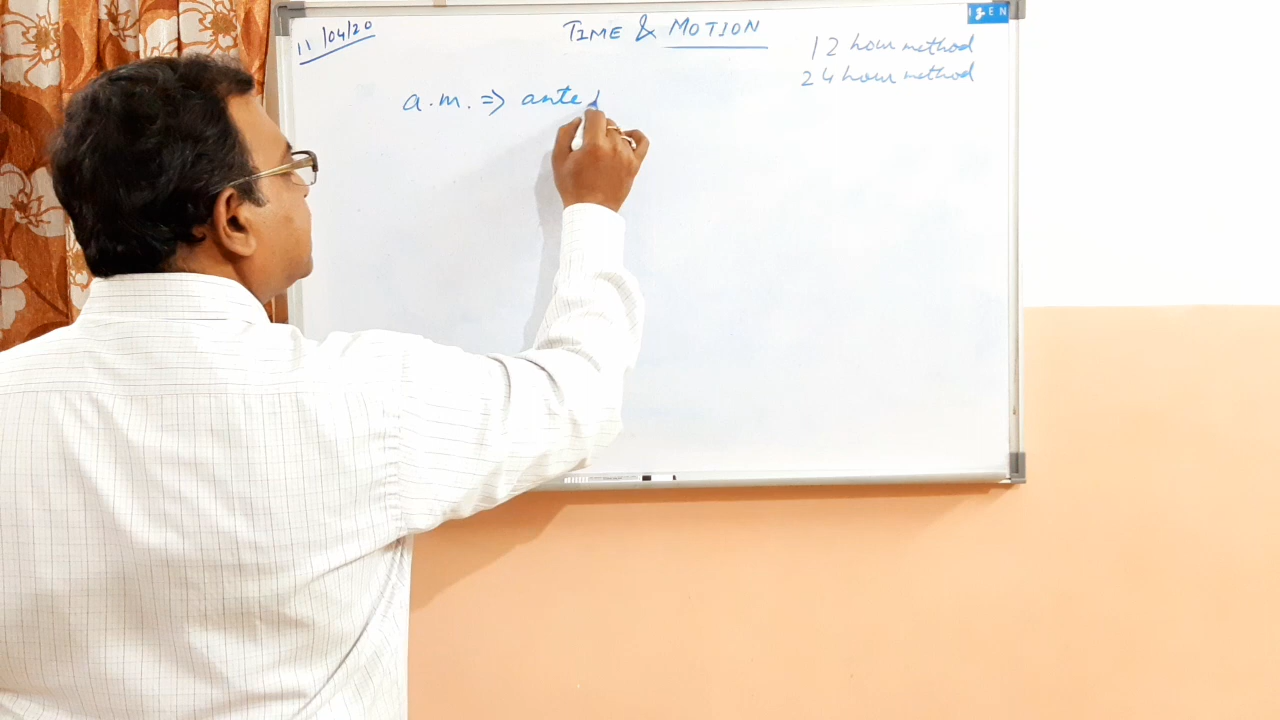 11/04/20
TIME & MOTION
12 hour method
24 hour method
a.m. => ante